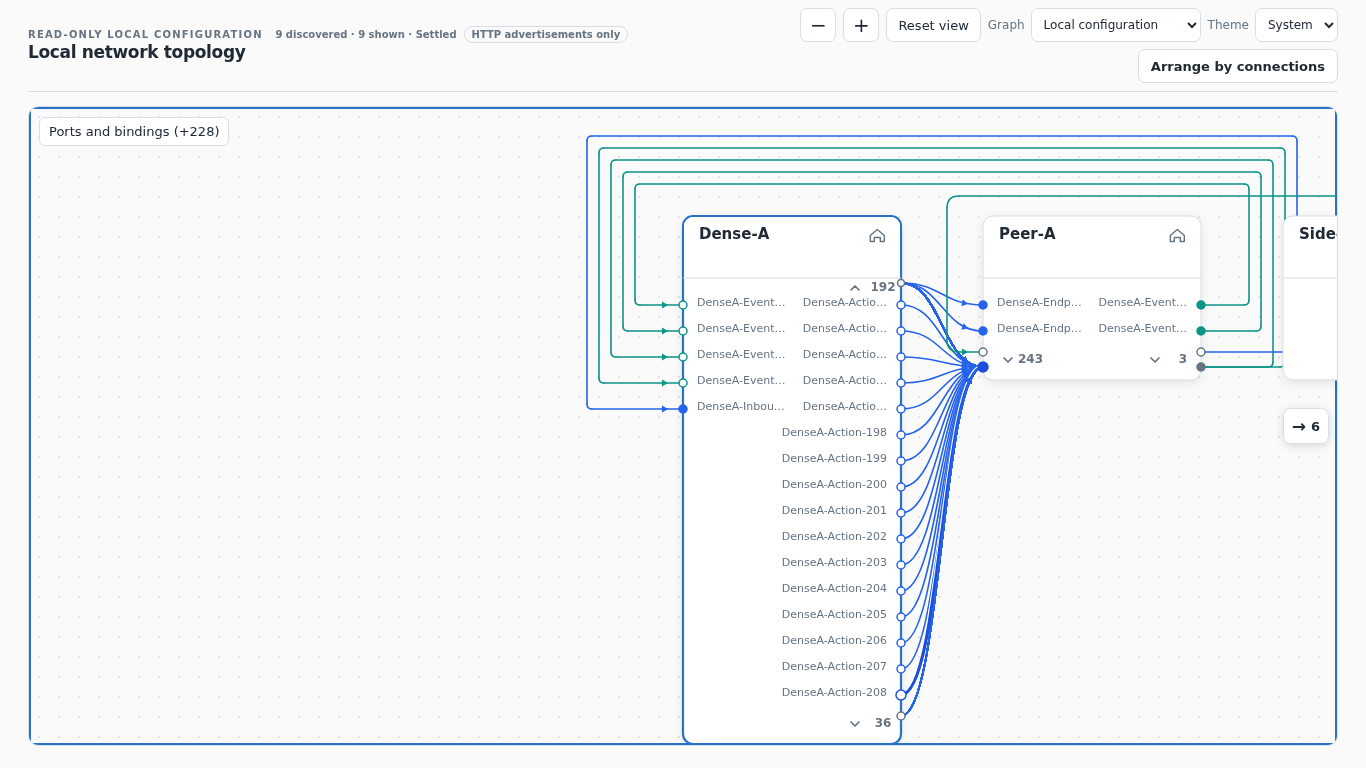 READ-ONLY LOCAL CONFIGURATION 9 discovered · 9 shown · Settled HTTP advertisements only
Local network topology
− + Reset view Graph Local configuration Theme System
Arrange by connections
Ports and bindings (+228)
Dense-A
192
DenseA-Event… DenseA-Actio…
DenseA-Event… DenseA-Actio…
DenseA-Event… DenseA-Actio…
DenseA-Event… DenseA-Actio…
DenseA-Inbou… DenseA-Actio…
DenseA-Action-198
DenseA-Action-199
DenseA-Action-200
DenseA-Action-201
DenseA-Action-202
DenseA-Action-203
DenseA-Action-204
DenseA-Action-205
DenseA-Action-206
DenseA-Action-207
DenseA-Action-208
36
Peer-A
DenseA-Endp… DenseA-Event…
DenseA-Endp… DenseA-Event…
243 3
Side-
→ 6